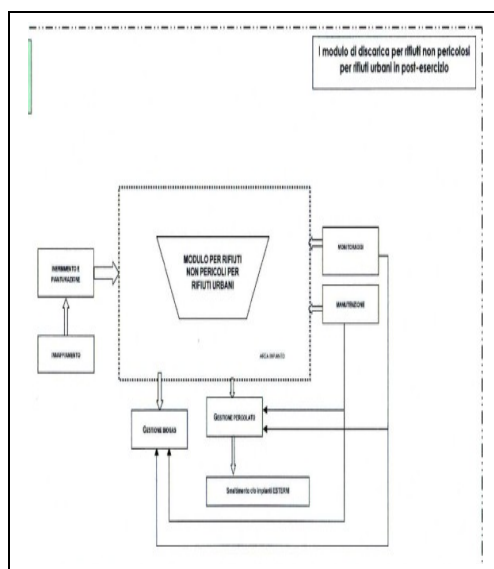 I modulo di discarica per rifiuti non pericolosi
per rifiuti urbani in post-esercizio
MODULO PER RIFIUTI
NON PERICOLI PER
RIFIUTI URBANI
MONITORAGGI
INERBIMENTO E
PIANTUMAZIONE
MANUTENZIONE
AREA IMPIANTO
GESTIONE BIOGAS
GESTIONE PERCOLATO
Smaltimento c/o impianti ESTERNI